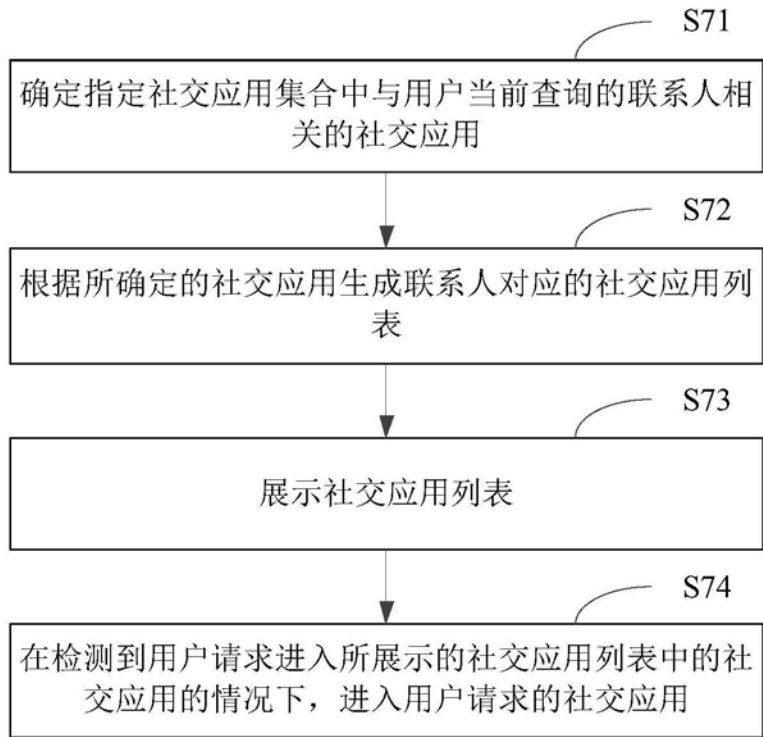 S71
确定指定社交应用集合中与用户当前查询的联系人相
关的社交应用
S72
根据所确定的社交应用生成联系人对应的社交应用列
表
S73
展示社交应用列表
S74
在检测到用户请求进入所展示的社交应用列表中的社
交应用的情况下，进入用户请求的社交应用